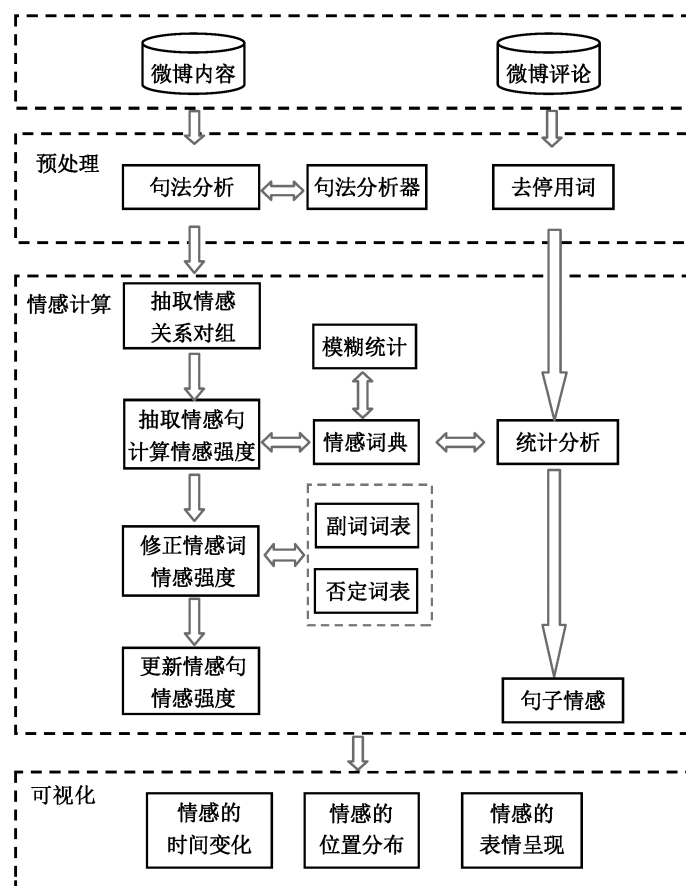 微博内容
微博评论
预处理
句法分析
句法分析器
去停用词
情感计算
抽取情感
关系对组
模糊统计
抽取情感句
计算情感强度
情感词典
统计分析
副词词表
修正情感词
情感强度
否定词表
更新情感句
情感强度
句子情感
可视化
情感的
时间变化
情感的
位置分布
情感的
表情呈现